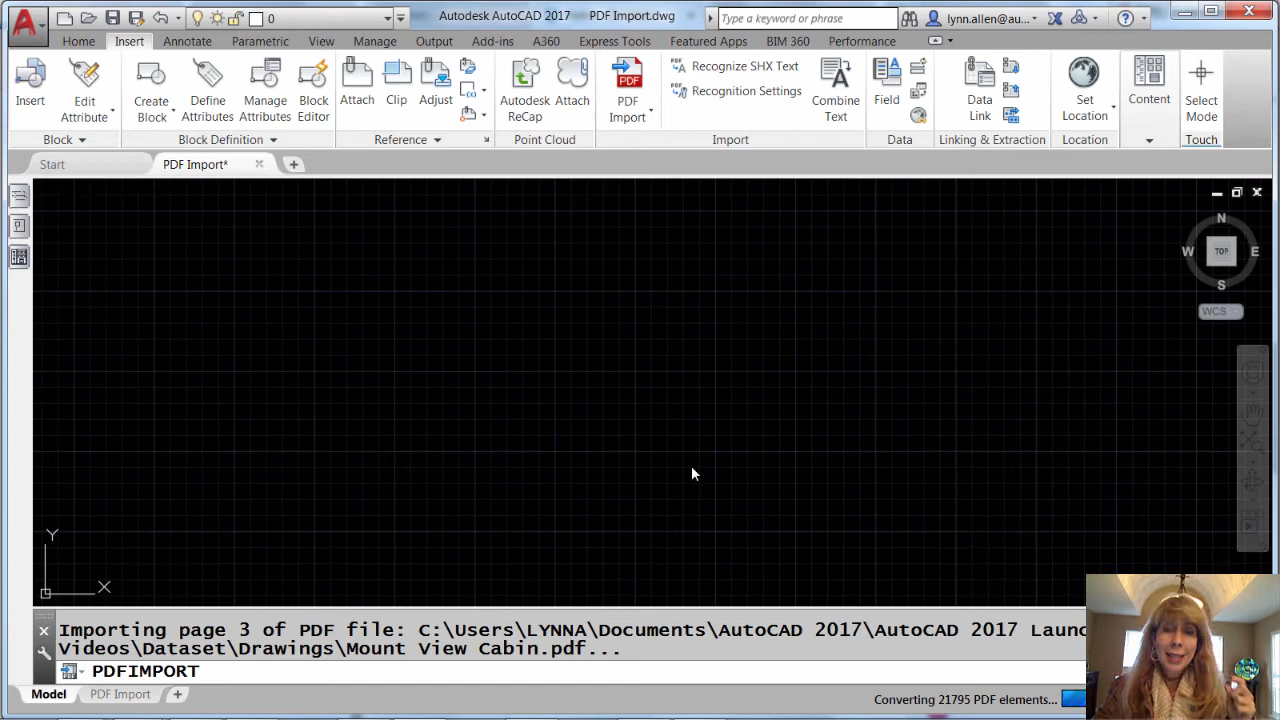 Autodesk AutoCAD 2017 PDF Import.dwg
Type a keyword or phrase
lynn.allen@au...
0
Home Insert Annotate Parametric View Manage Output Add-ins A360 Express Tools Featured Apps BIM 360 Performance
Insert
Edit
Attribute
Create
Block
Define
Attributes
Manage
Attributes
Block
Editor
Attach
Clip
Adjust
Autodesk
ReCap
Attach
PDF
PDF
Import
PDF Recognize SHX Text
PDF Recognition Settings
Combine
Text
Field
Data
Link
Set
Location
Content
Select
Mode
Block Block Definition Reference Point Cloud Import Data Linking & Extraction Location Touch
Start PDF Import*
N
W TOP E
S
WCS
Y
X
Importing page 3 of PDF file: C:\Users\LYNNA\Documents\AutoCAD 2017\AutoCAD 2017 Laun
Videos\Dataset\Drawings\Mount View Cabin.pdf...
PDFIMPORT
Model PDF Import
Converting 21795 PDF elements...